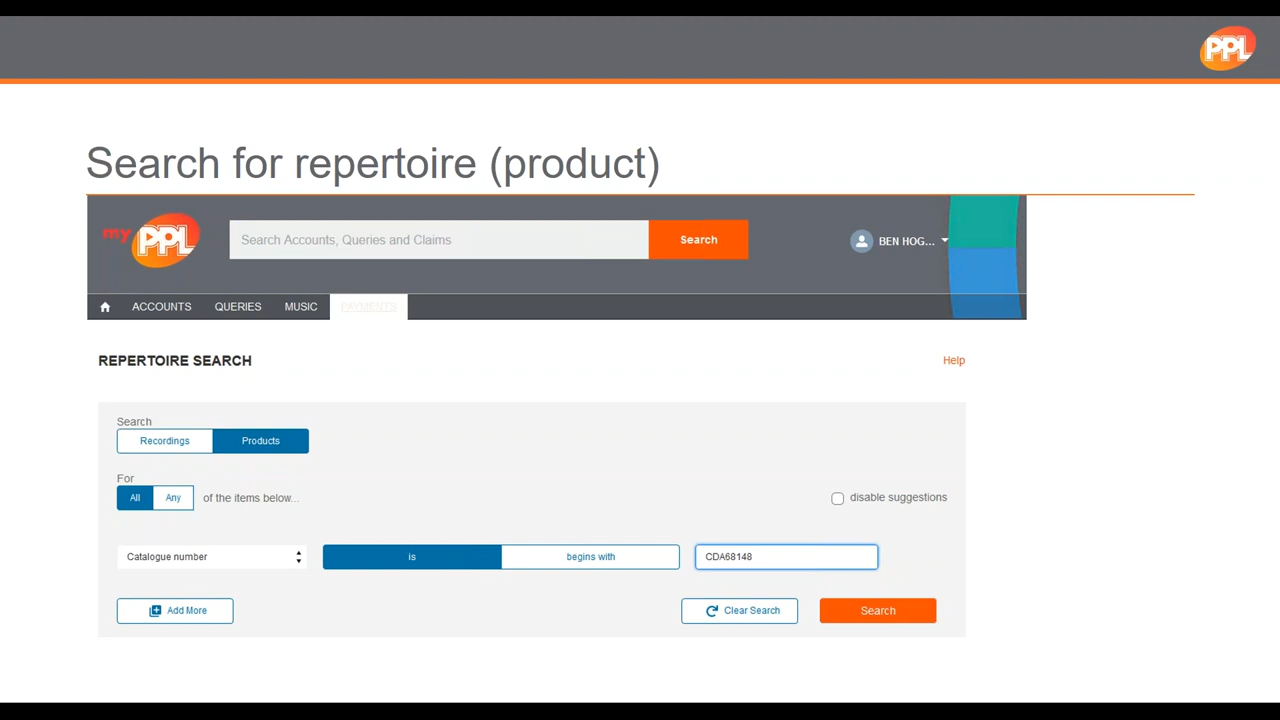 PPL
Search for repertoire (product)
my PPL
Search Accounts, Queries and Claims
Search
BEN HOG...
ACCOUNTS
QUERIES
MUSIC
PAYMENTS
REPERTOIRE SEARCH
Help
Search
Recordings
Products
For
All
Any
of the items below...
disable suggestions
Catalogue number
is
begins with
CDA68148
Add More
Clear Search
Search